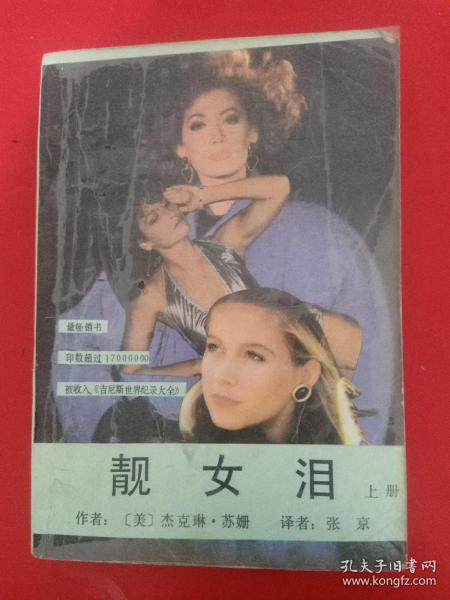 最畅销书
印数超过17000000
被收入《吉尼斯世界纪录大全》
靓女泪 上册
作者：〔美〕杰克琳·苏姗 译者：张京
孔夫子旧书网
www.kongfz.com